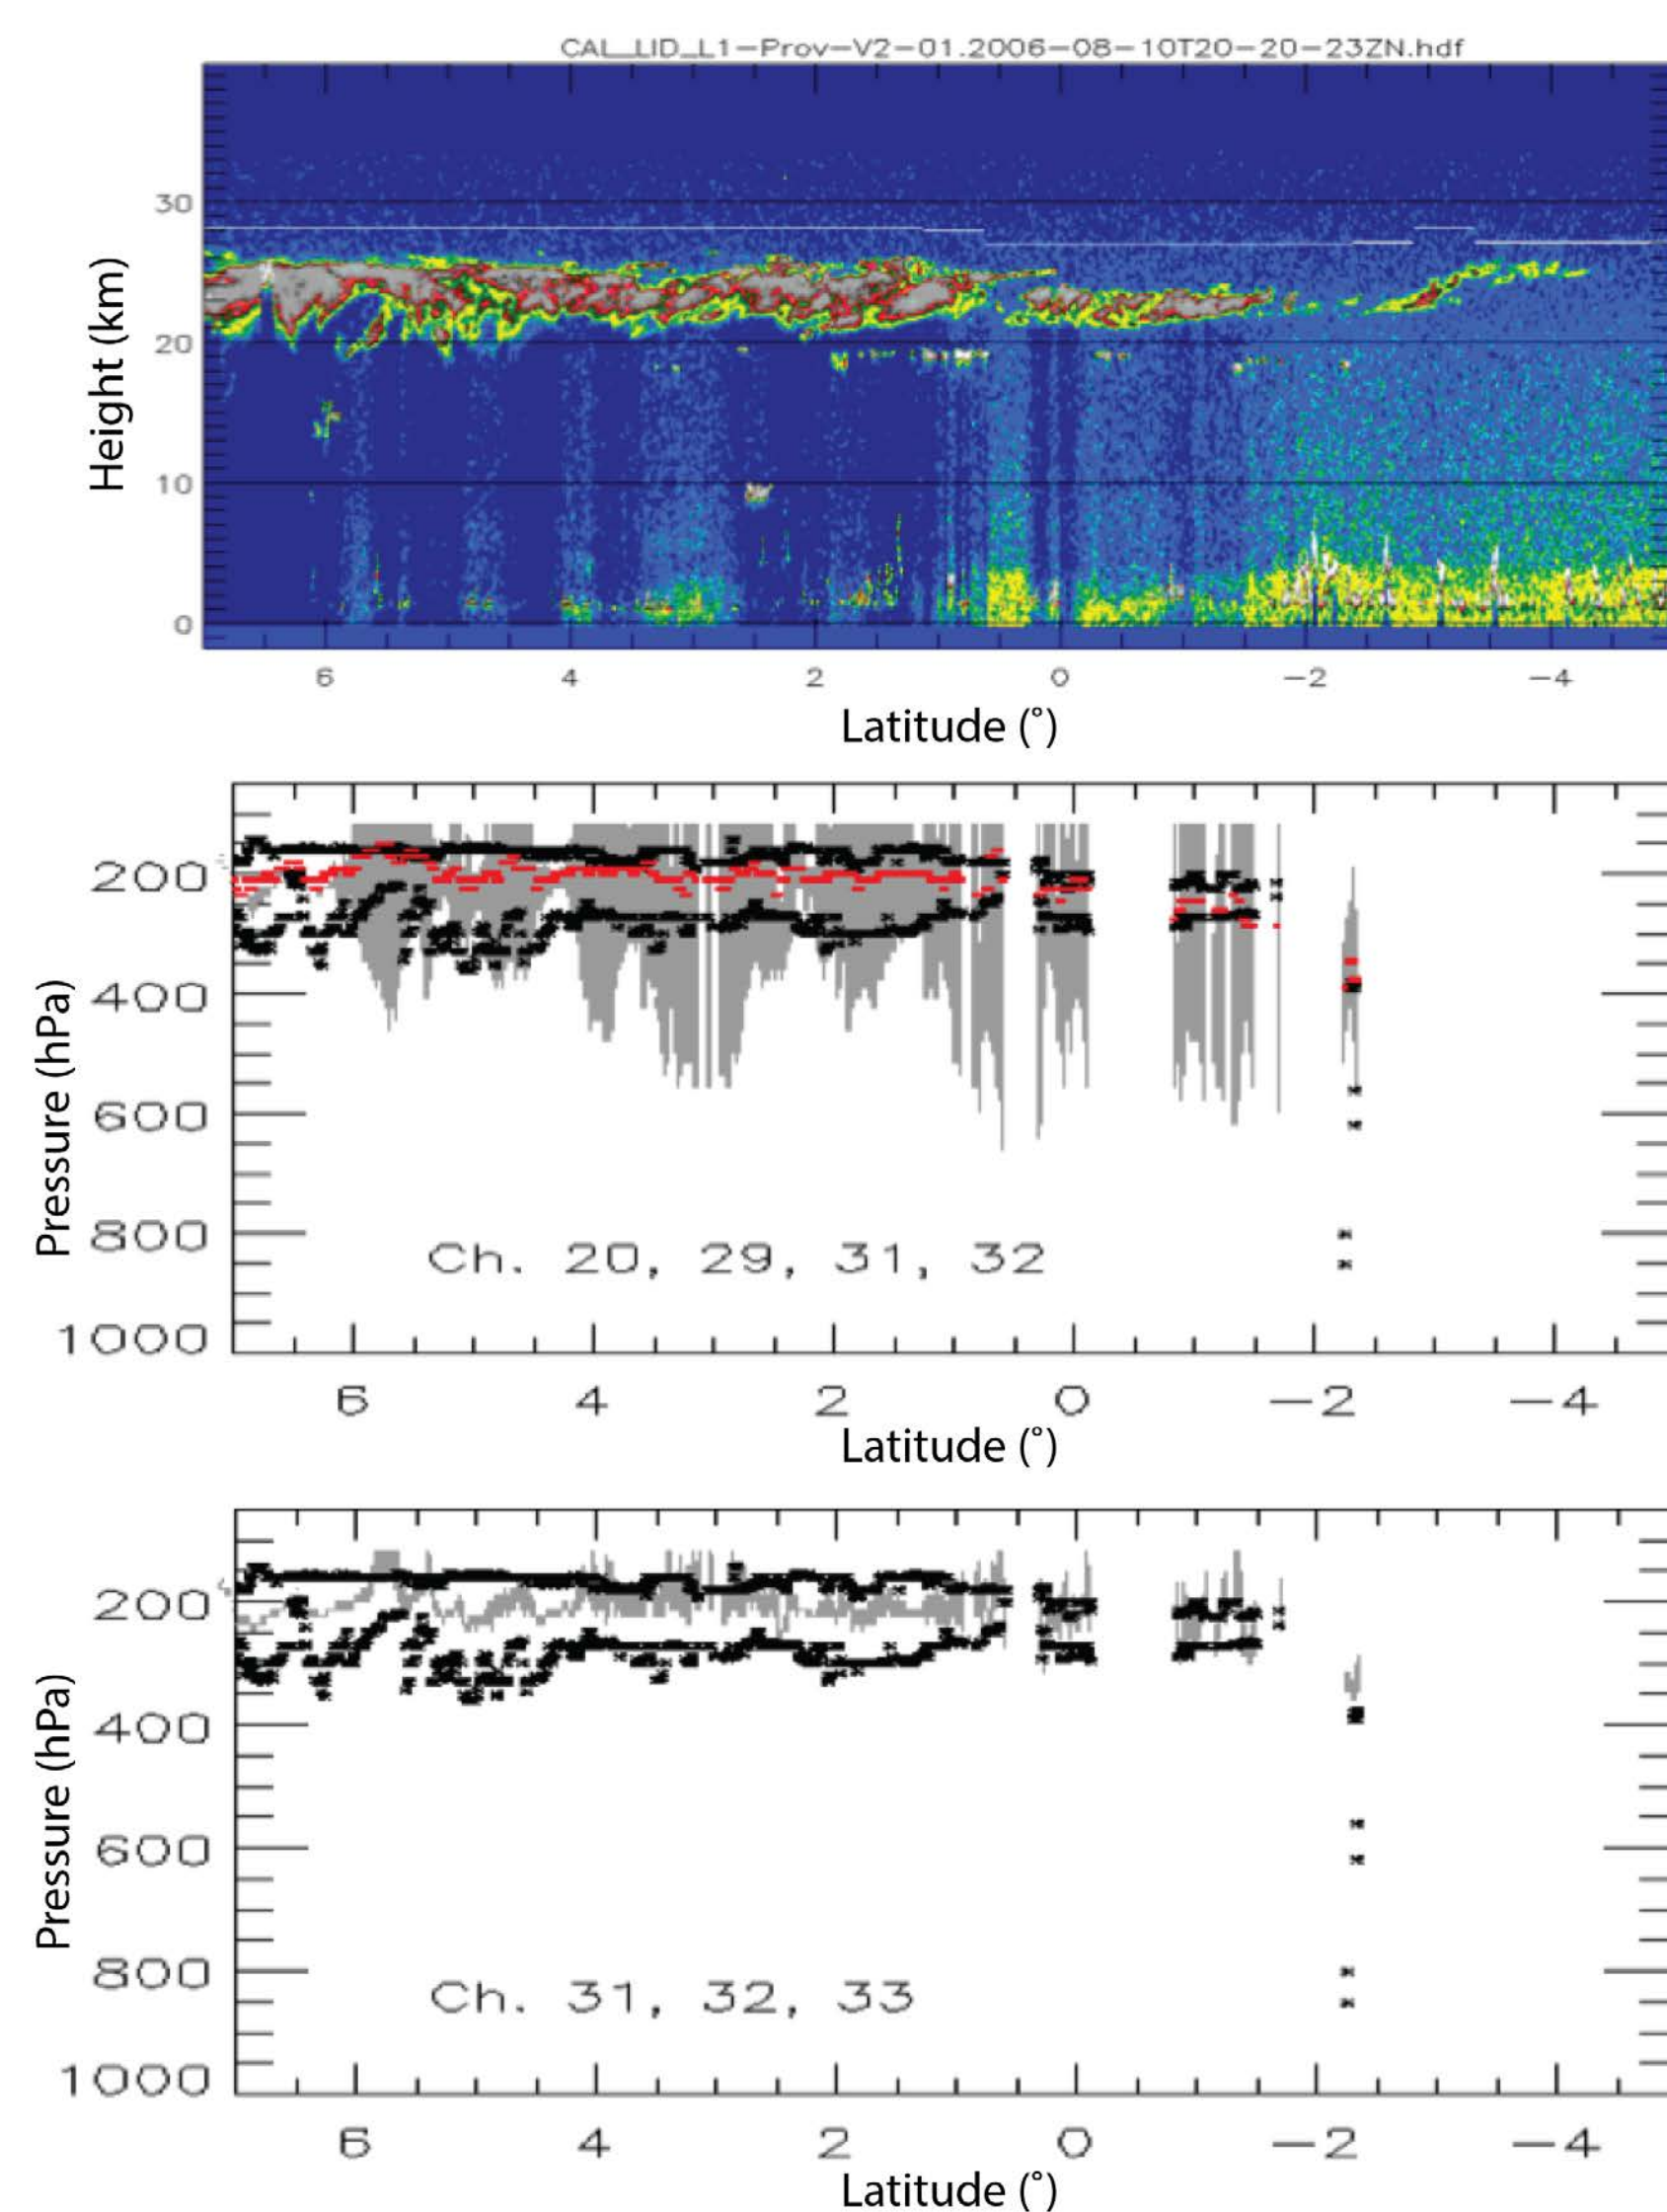 CAL_LID_L1-Prov-V2-01.2006-08-10T20-20-23ZN.hdf
Height (km)
30
20
10
0
6 4 2 0 -2 -4
Latitude (°)
Pressure (hPa)
200
400
600
800
1000
Ch. 20, 29, 31, 32
6 4 2 0 -2 -4
Latitude (°)
Pressure (hPa)
200
400
600
800
1000
Ch. 31, 32, 33
6 4 2 0 -2 -4
Latitude (°)